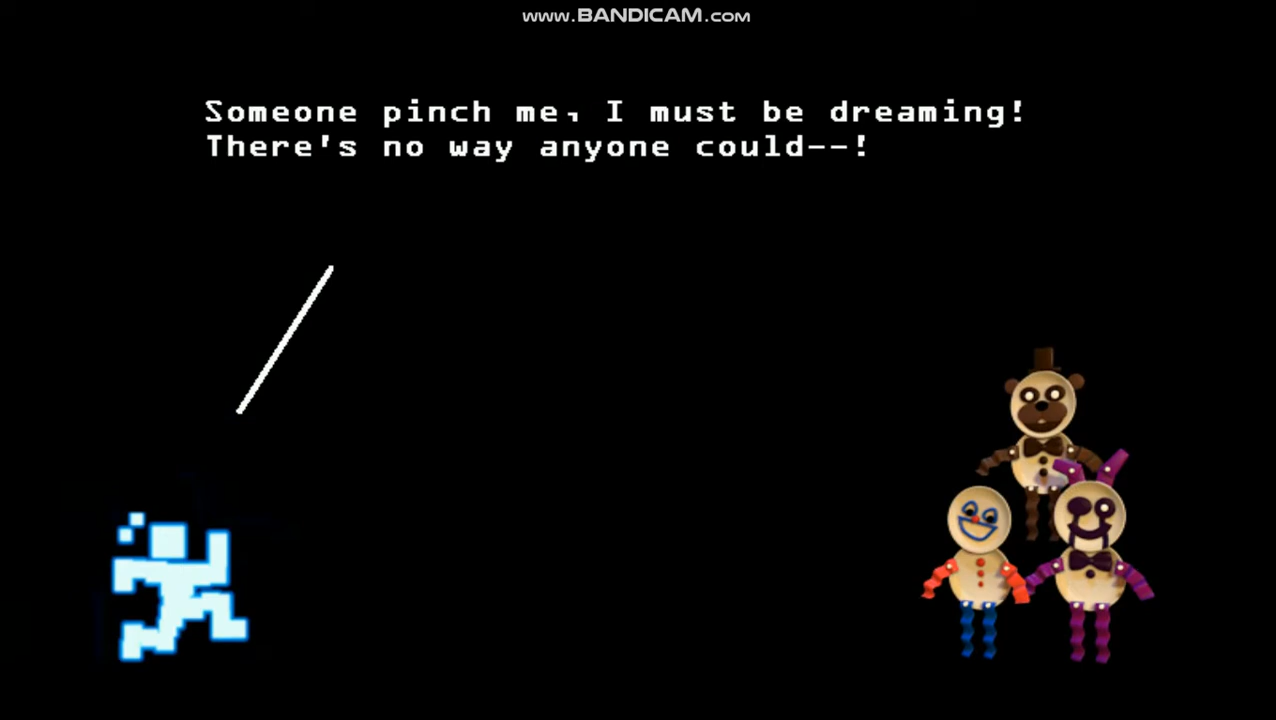 www.BANDICAM.com
Someone pinch me, I must be dreaming!
There's no way anyone could--!